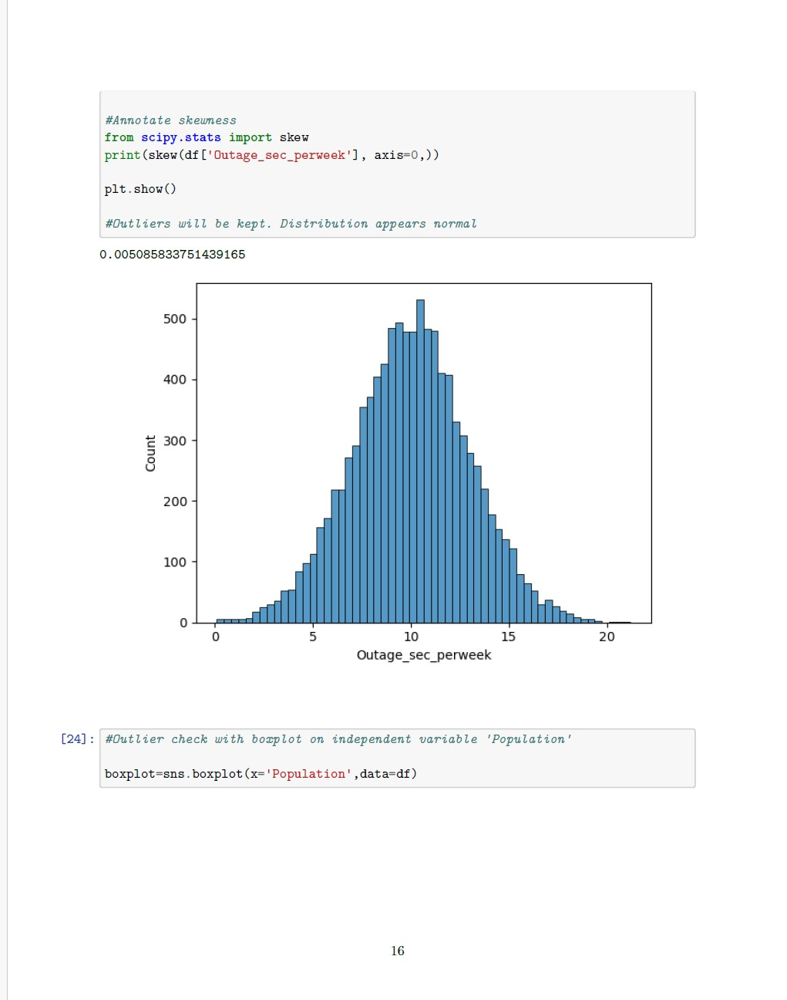 #Annotate skewness
from scipy.stats import skew
print(skew(df['Outage_sec_perweek'], axis=0,))
plt.show()
#Outliers will be kept. Distribution appears normal
0.005085833751439165
500
400
300
200
100
0
Count
0 5 10 15 20
Outage_sec_perweek
[24]: #Outlier check with boxplot on independent variable 'Population'
boxplot=sns.boxplot(x='Population',data=df)
16